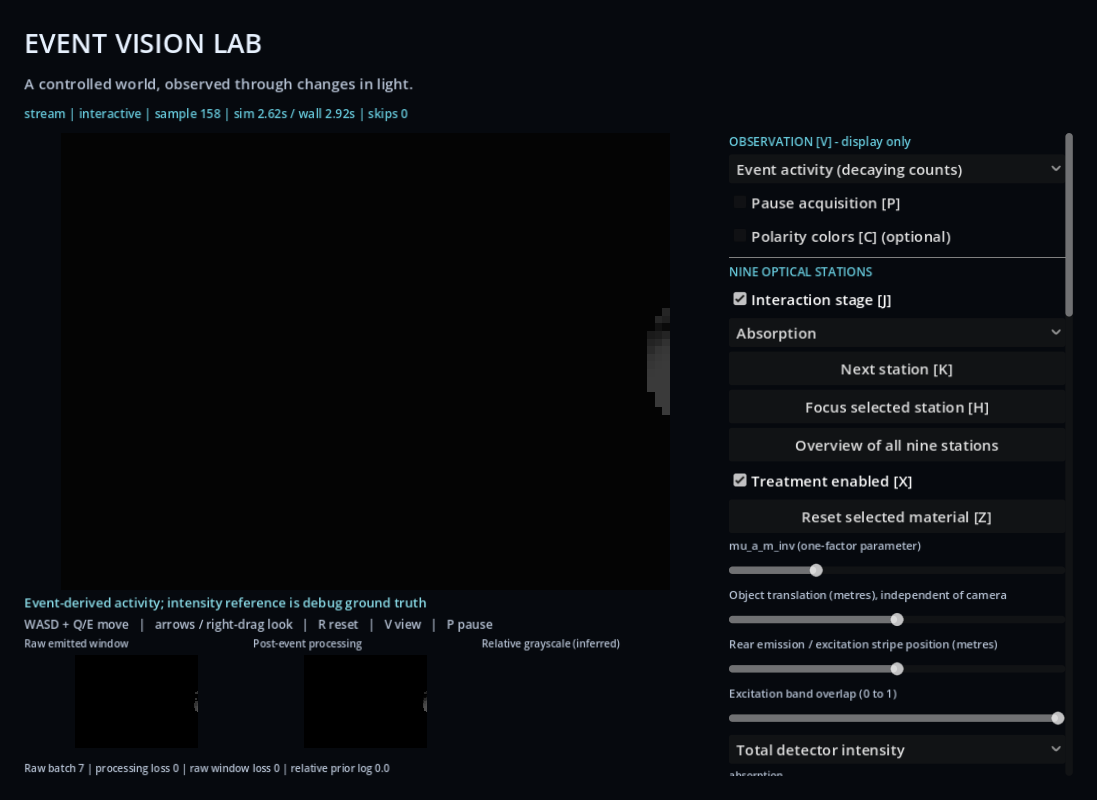 EVENT VISION LAB
A controlled world, observed through changes in light.
stream | interactive | sample 158 | sim 2.62s / wall 2.92s | skips 0
OBSERVATION [V] - display only
Event activity (decaying counts)
Pause acquisition [P]
Polarity colors [C] (optional)
NINE OPTICAL STATIONS
Interaction stage [J]
Absorption
Next station [K]
Focus selected station [H]
Overview of all nine stations
Treatment enabled [X]
Reset selected material [Z]
mu_a_m_inv (one-factor parameter)
Object translation (metres), independent of camera
Rear emission / excitation stripe position (metres)
Excitation band overlap (0 to 1)
Total detector intensity
absorption
Event-derived activity; intensity reference is debug ground truth
WASD + Q/E move | arrows / right-drag look | R reset | V view | P pause
Raw emitted window
Post-event processing
Relative grayscale (inferred)
Raw batch 7 | processing loss 0 | raw window loss 0 | relative prior log 0.0